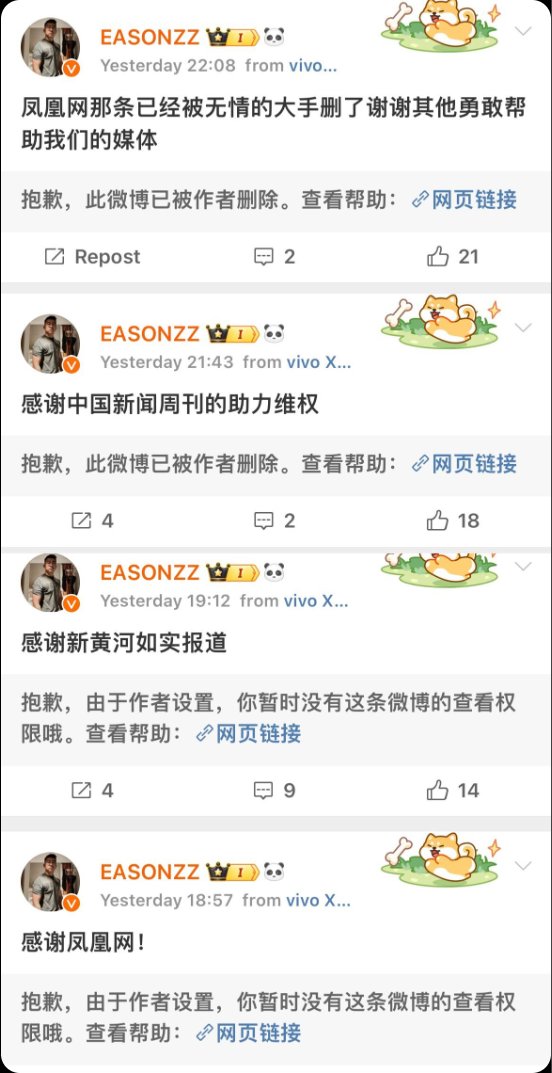 EASONZZ I
Yesterday 22:08 from vivo...
凤凰网那条已经被无情的大手删了谢谢其他勇敢帮
助我们的媒体
抱歉，此微博已被作者删除。查看帮助： 网页链接
Repost 2 21
EASONZZ I
Yesterday 21:43 from vivo X...
感谢中国新闻周刊的助力维权
抱歉，此微博已被作者删除。查看帮助： 网页链接
4 2 18
EASONZZ I
Yesterday 19:12 from vivo X...
感谢新黄河如实报道
抱歉，由于作者设置，你暂时没有这条微博的查看权
限哦。查看帮助： 网页链接
4 9 14
EASONZZ I
Yesterday 18:57 from vivo X...
感谢凤凰网！
抱歉，由于作者设置，你暂时没有这条微博的查看权
限哦。查看帮助： 网页链接